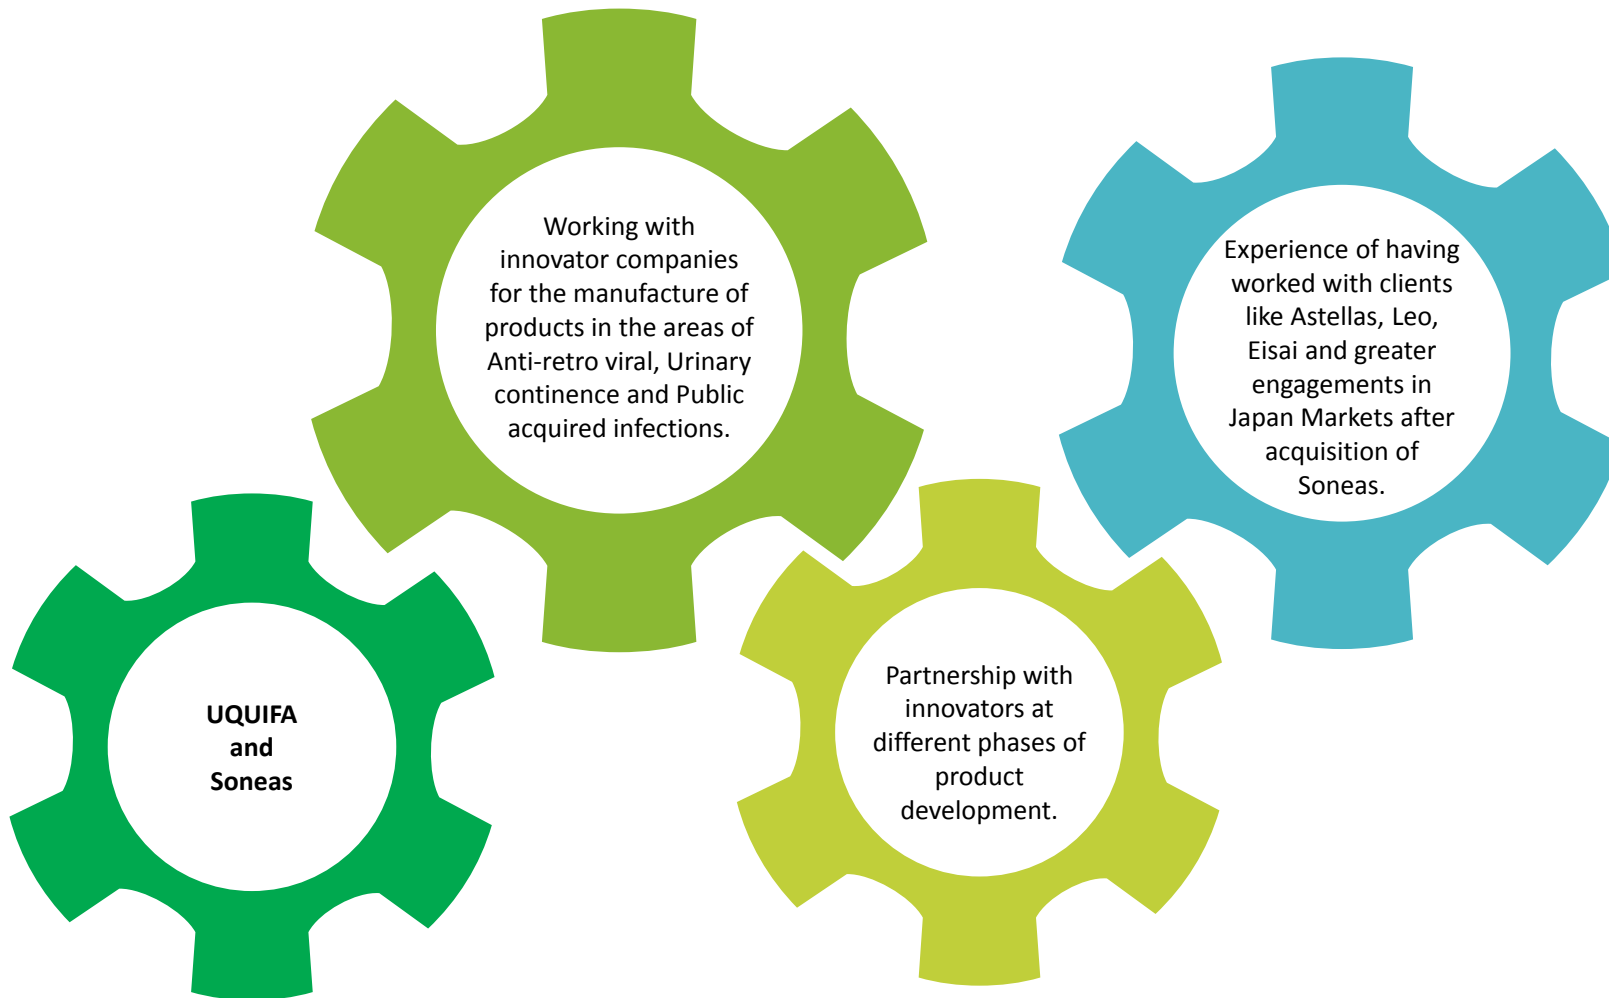 Working with
innovator companies
for the manufacture of
products in the areas of
Anti-retro viral, Urinary
continence and Public
acquired infections.
Experience of having
worked with clients
like Astellas, Leo,
Eisai and greater
engagements in
Japan Markets after
acquisition of
Soneas.
UQUIFA
and
Soneas
Partnership with
innovators at
different phases of
product
development.